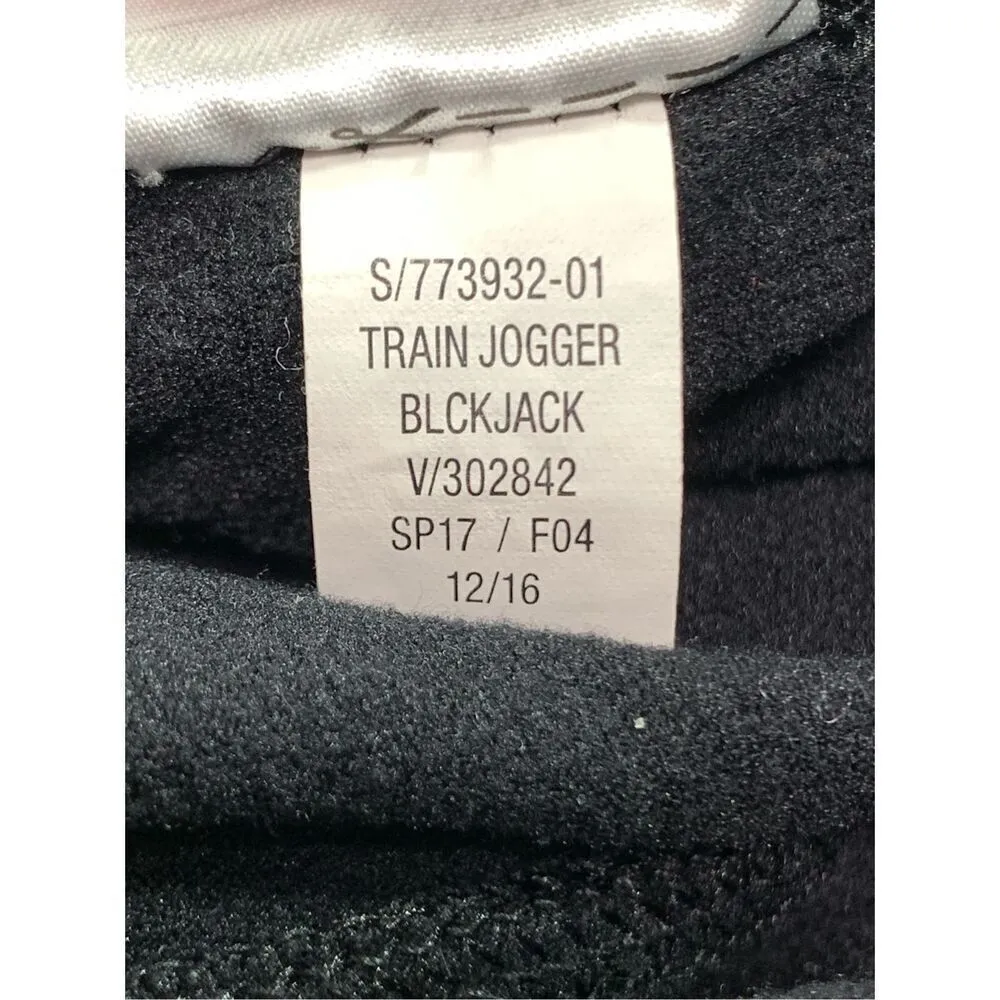 S/773932-01
TRAIN JOGGER
BLCKJACK
V/302842
SP17 / F04
12/16